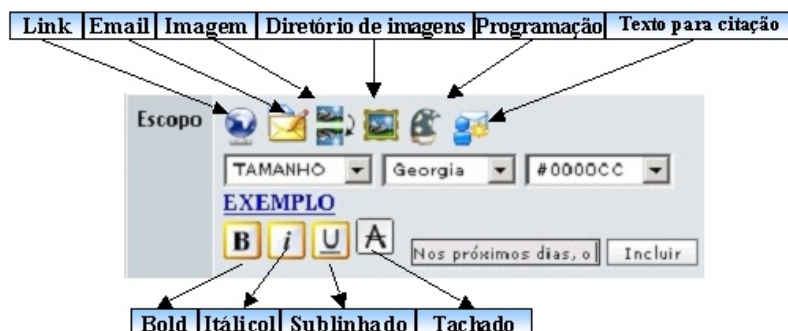 Link Email Imagem Diretório de imagens Programação Texto para citação
Escopo
TAMANHO Georgia #0000CC
EXEMPLO
B i U A
Nos próximos dias, o Incluir
Bold Itálicol Sublinhado Tachado